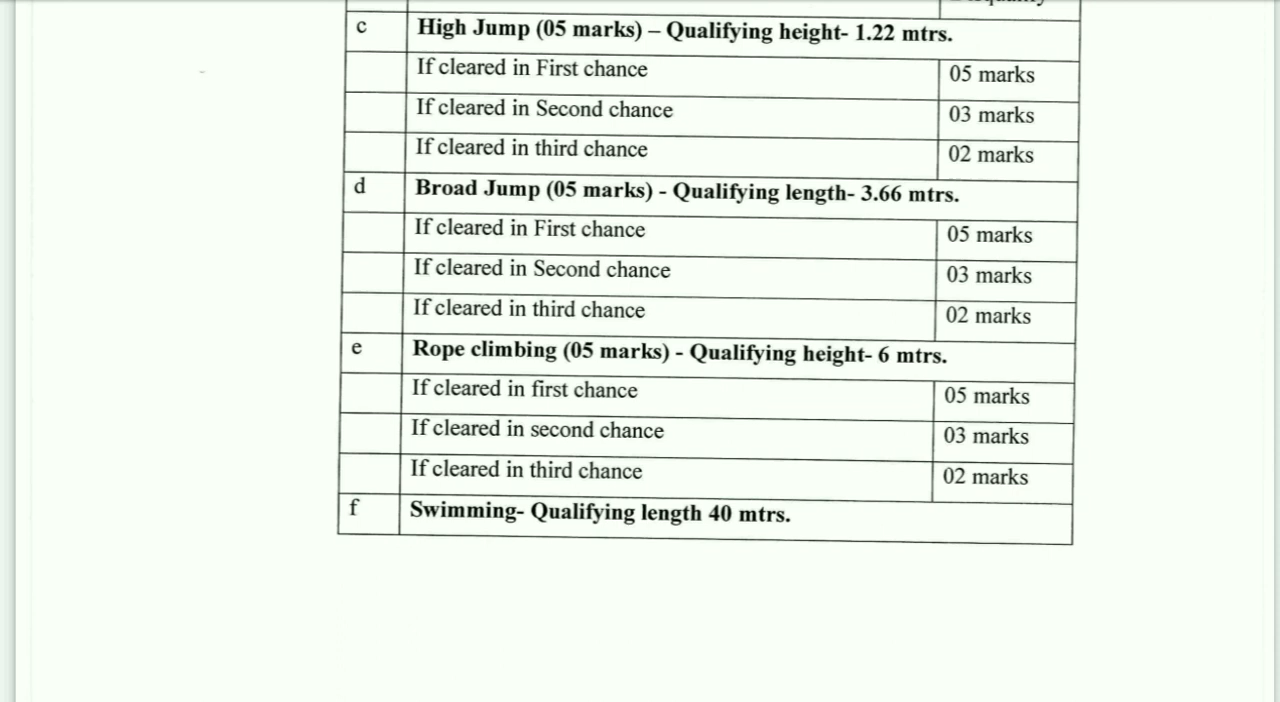 c High Jump (05 marks) – Qualifying height- 1.22 mtrs.
If cleared in First chance 05 marks
If cleared in Second chance 03 marks
If cleared in third chance 02 marks
d Broad Jump (05 marks) - Qualifying length- 3.66 mtrs.
If cleared in First chance 05 marks
If cleared in Second chance 03 marks
If cleared in third chance 02 marks
e Rope climbing (05 marks) - Qualifying height- 6 mtrs.
If cleared in first chance 05 marks
If cleared in second chance 03 marks
If cleared in third chance 02 marks
f Swimming- Qualifying length 40 mtrs.